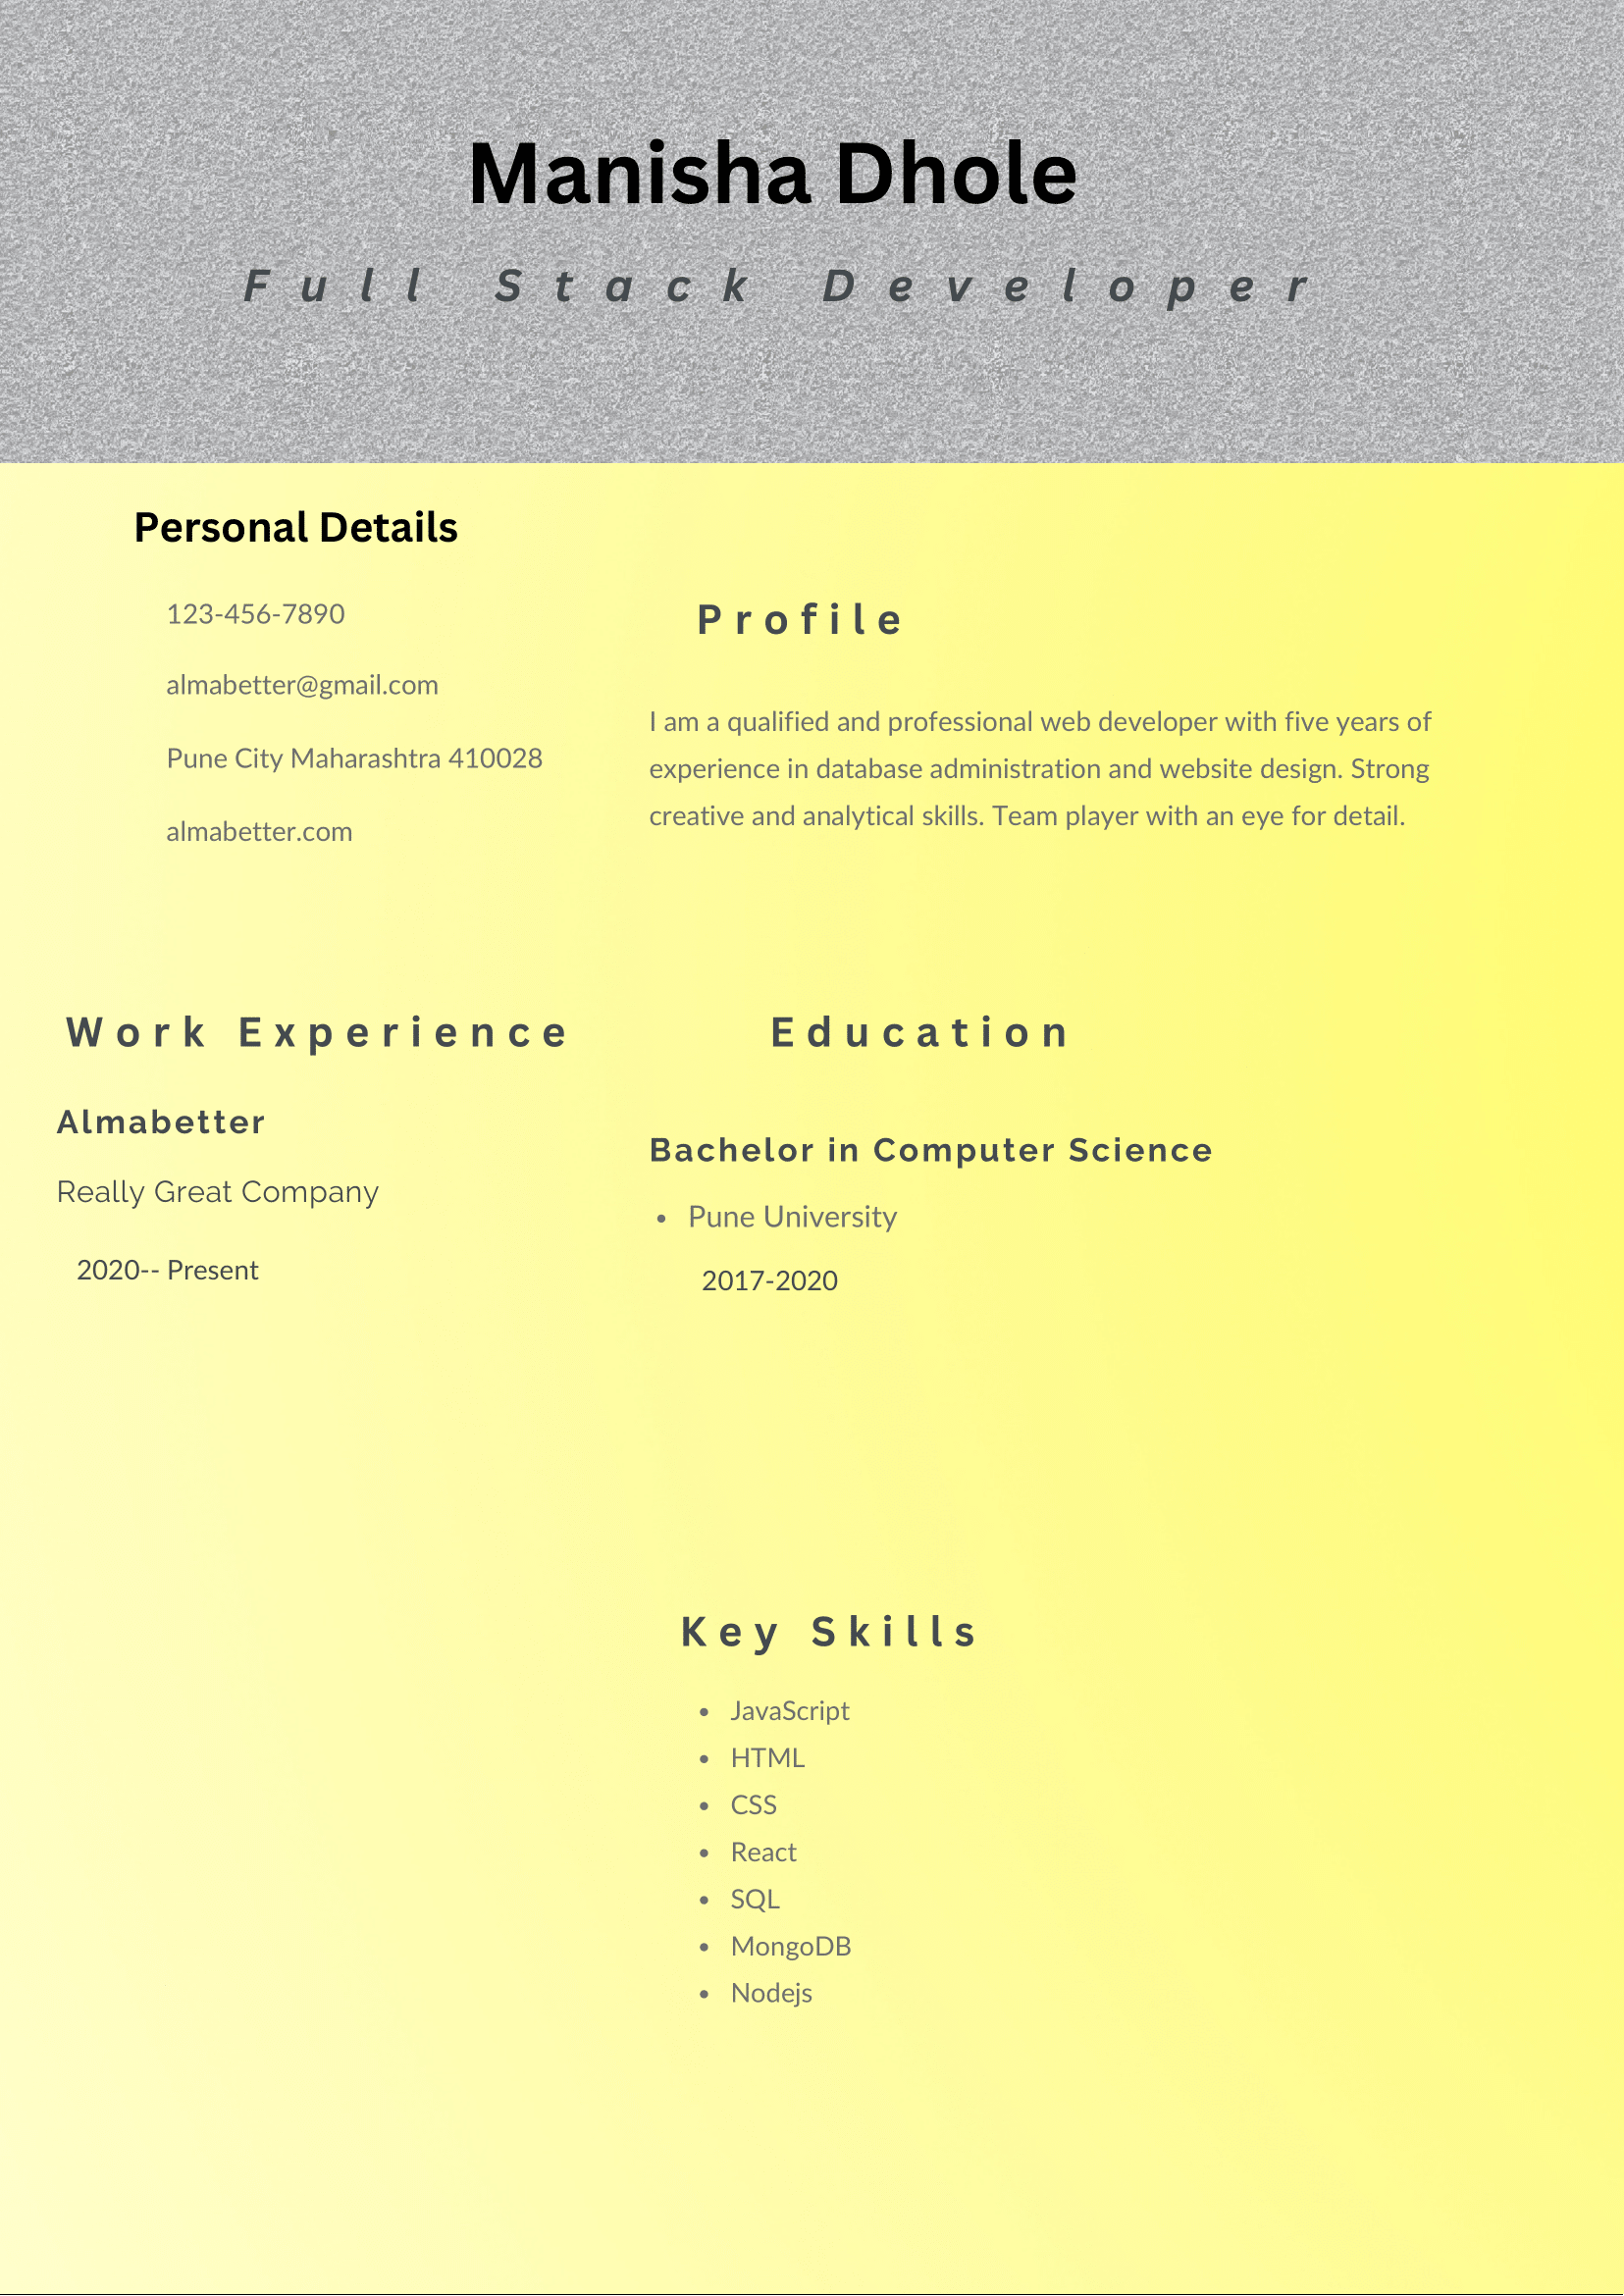 Manisha Dhole
Full Stack Developer
Personal Details
123-456-7890
almabetter@gmail.com
Pune City Maharashtra 410028
almabetter.com
Profile
I am a qualified and professional web developer with five years of
experience in database administration and website design. Strong
creative and analytical skills. Team player with an eye for detail.
Work Experience
Almabetter
Really Great Company
2020-- Present
Education
Bachelor in Computer Science
• Pune University
2017-2020
Key Skills
• JavaScript
• HTML
• CSS
• React
• SQL
• MongoDB
• Nodejs